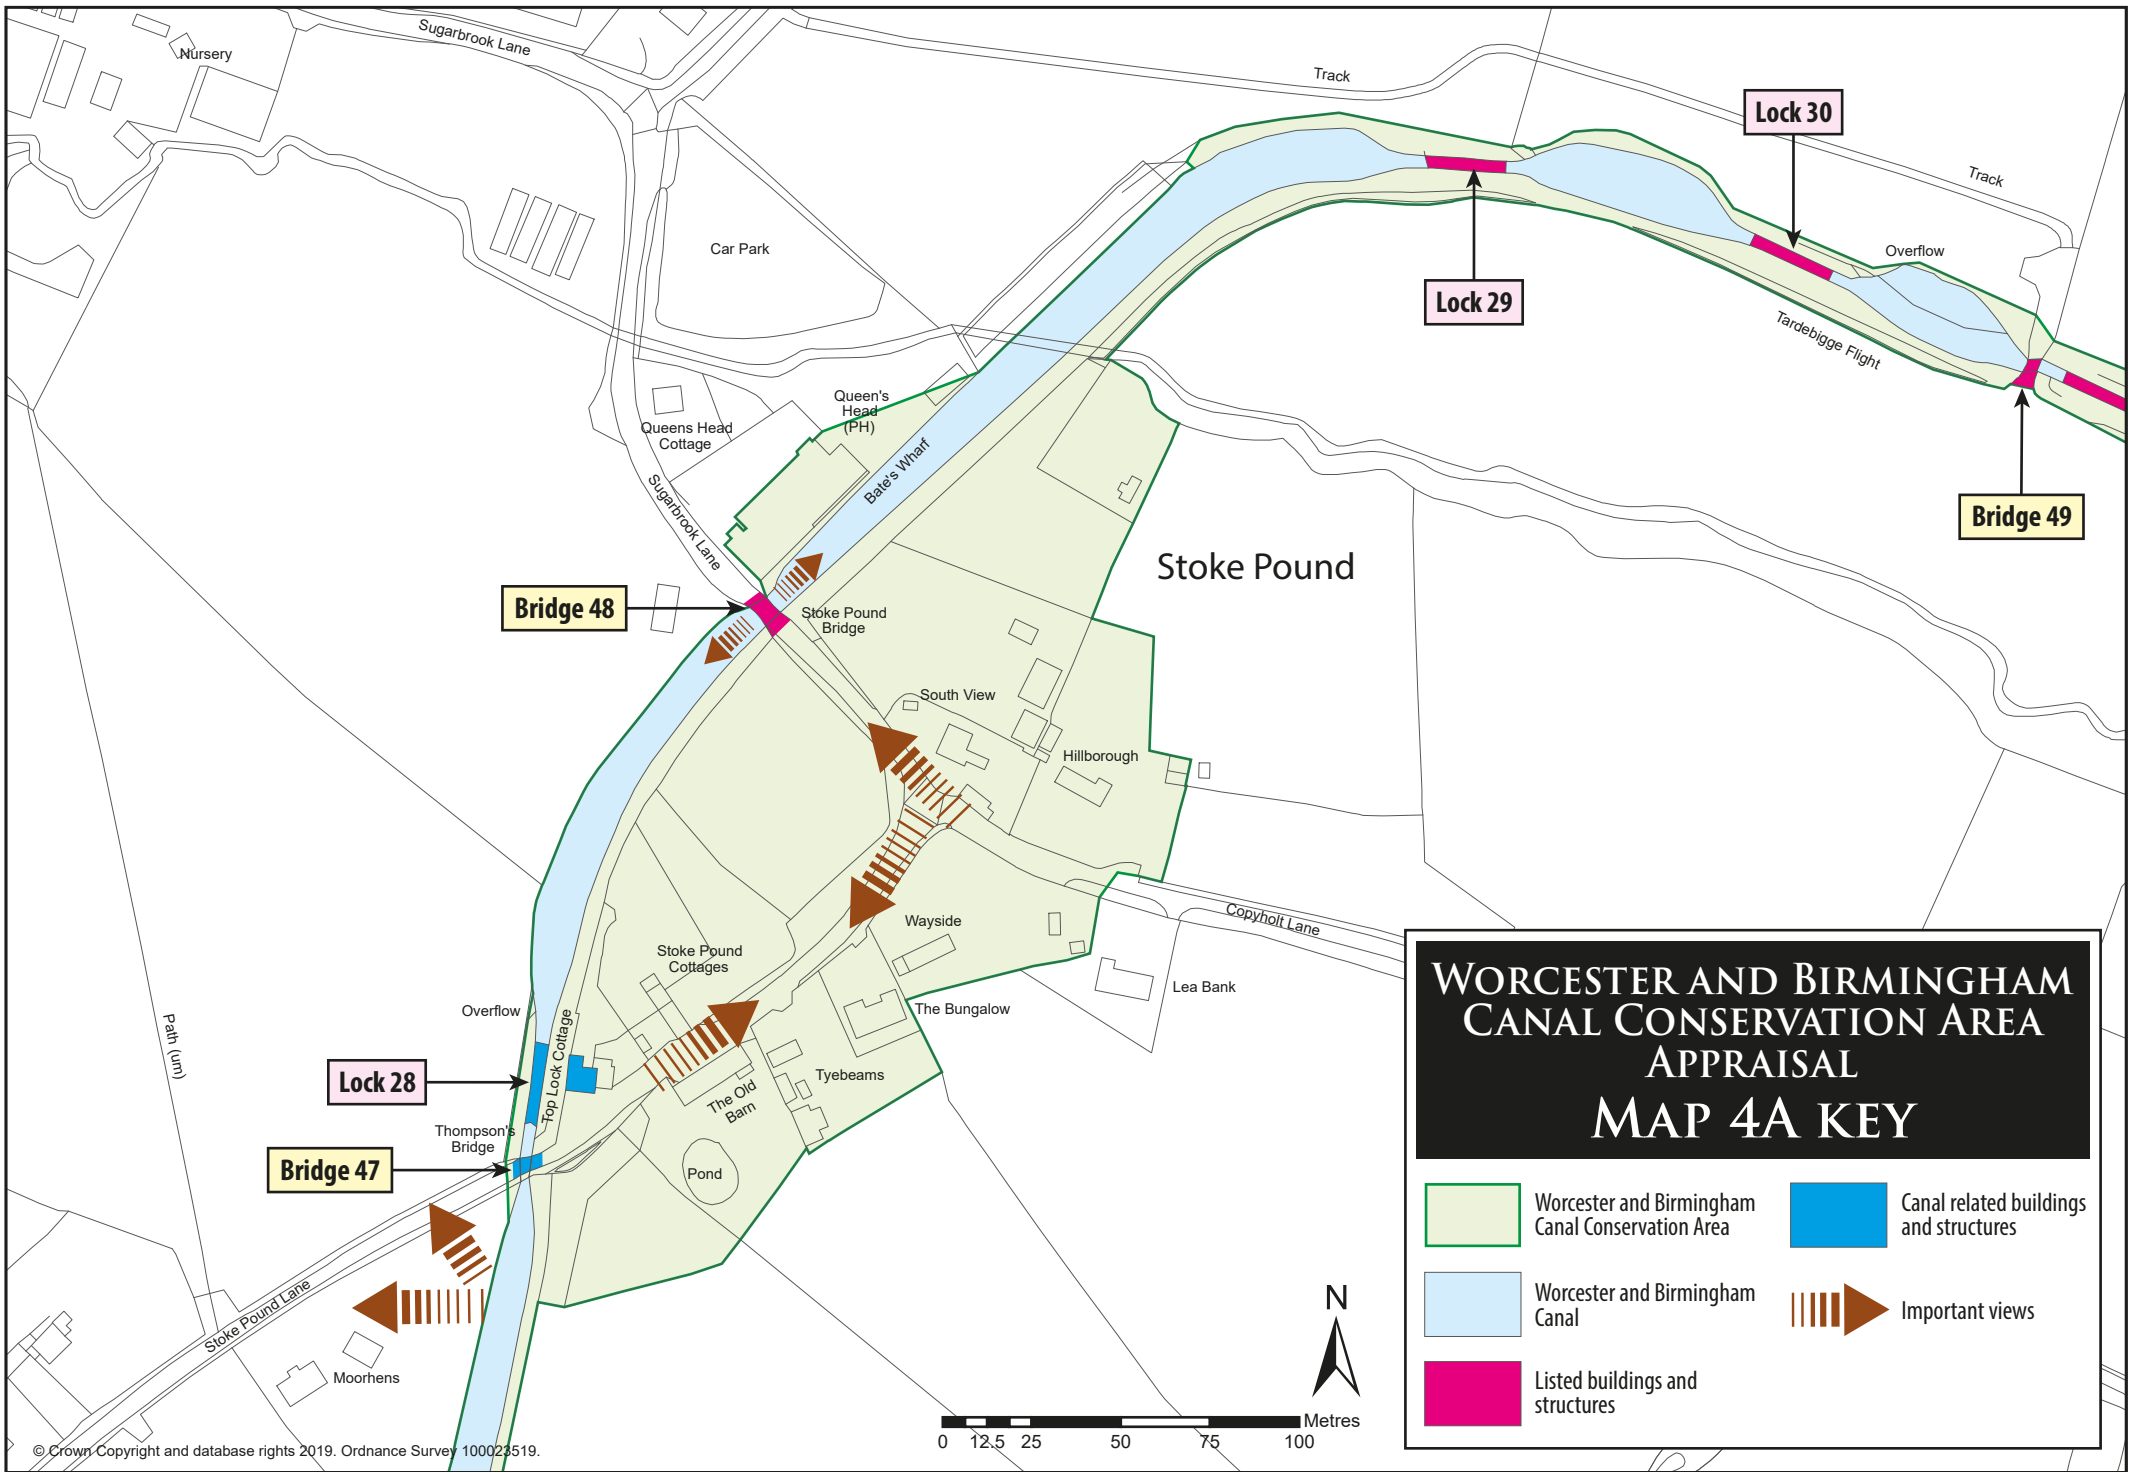 Sugarbrook Lane
Nursery
Track
Lock 30
Track
Car Park
Overflow
Lock 29
Tardebigge Flight
Queen's
Head
(PH)
Queens Head
Cottage
Bate's Wharf
Sugarbrook Lane
Bridge 49
Stoke Pound
Bridge 48
Stoke Pound
Bridge
South View
Hillborough
Wayside
Copyholt Lane
Stoke Pound
Cottages
Lea Bank
The Bungalow
Overflow
Path (um)
Top Lock Cottage
Lock 28
Tyebeams
The Old
Barn
Thompson's
Bridge
Bridge 47
Pond
Stoke Pound Lane
Moorhens
Worcester and Birmingham
Canal Conservation Area
Appraisal
Map 4A key
Worcester and Birmingham
Canal Conservation Area
Canal related buildings
and structures
Worcester and Birmingham
Canal
Important views
Listed buildings and
structures
N
Metres
0 12.5 25 50 75 100
© Crown Copyright and database rights 2019. Ordnance Survey 100023519.